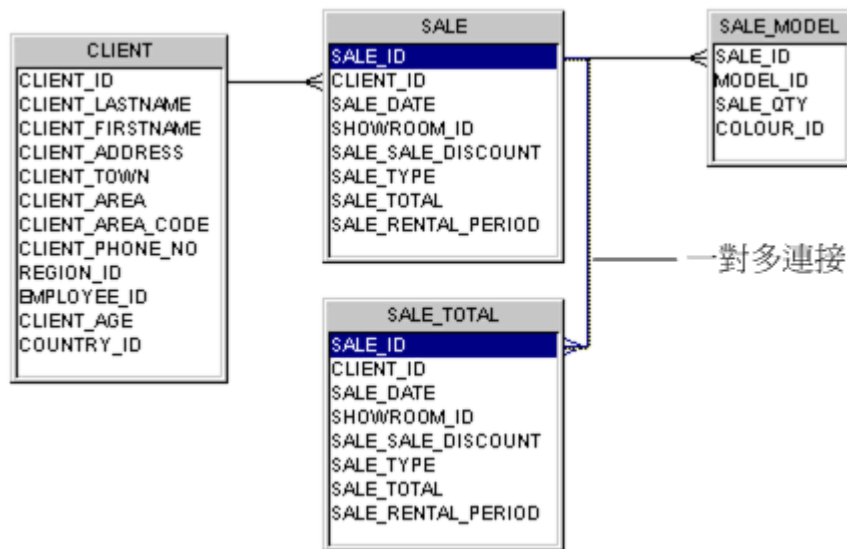 CLIENT
CLIENT_ID
CLIENT_LASTNAME
CLIENT_FIRSTNAME
CLIENT_ADDRESS
CLIENT_TOWN
CLIENT_AREA
CLIENT_AREA_CODE
CLIENT_PHONE_NO
REGION_ID
EMPLOYEE_ID
CLIENT_AGE
COUNTRY_ID
SALE
SALE_ID
CLIENT_ID
SALE_DATE
SHOWROOM_ID
SALE_SALE_DISCOUNT
SALE_TYPE
SALE_TOTAL
SALE_RENTAL_PERIOD
SALE_MODEL
SALE_ID
MODEL_ID
SALE_QTY
COLOUR_ID
一對多連接
SALE_TOTAL
SALE_ID
CLIENT_ID
SALE_DATE
SHOWROOM_ID
SALE_SALE_DISCOUNT
SALE_TYPE
SALE_TOTAL
SALE_RENTAL_PERIOD